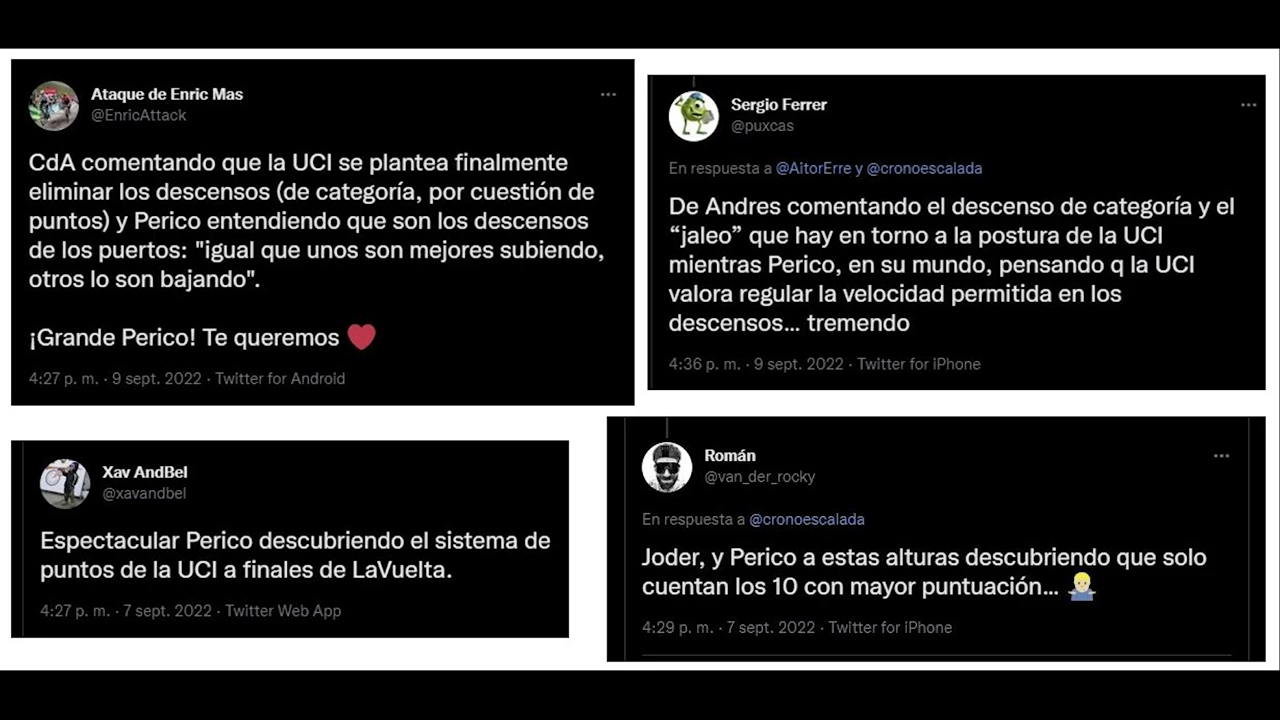 Ataque de Enric Mas
@EnricAttack
CdA comentando que la UCI se plantea finalmente
eliminar los descensos (de categoría, por cuestión de
puntos) y Perico entendiendo que son los descensos
de los puertos: "igual que unos son mejores subiendo,
otros lo son bajando".
¡Grande Perico! Te queremos ❤️
4:27 p. m. · 9 sept. 2022 · Twitter for Android
Sergio Ferrer
@puxcas
En respuesta a @AitorErre y @cronoescalada
De Andres comentando el descenso de categoría y el
“jaleo” que hay en torno a la postura de la UCI
mientras Perico, en su mundo, pensando q la UCI
valora regular la velocidad permitida en los
descensos... tremendo
4:36 p. m. · 9 sept. 2022 · Twitter for iPhone
Xav AndBel
@xavandbel
Espectacular Perico descubriendo el sistema de
puntos de la UCI a finales de LaVuelta.
4:27 p. m. · 7 sept. 2022 · Twitter Web App
Román
@van_der_rocky
En respuesta a @cronoescalada
Joder, y Perico a estas alturas descubriendo que solo
cuentan los 10 con mayor puntuación... 🤷🏼‍♂️
4:29 p. m. · 7 sept. 2022 · Twitter for iPhone